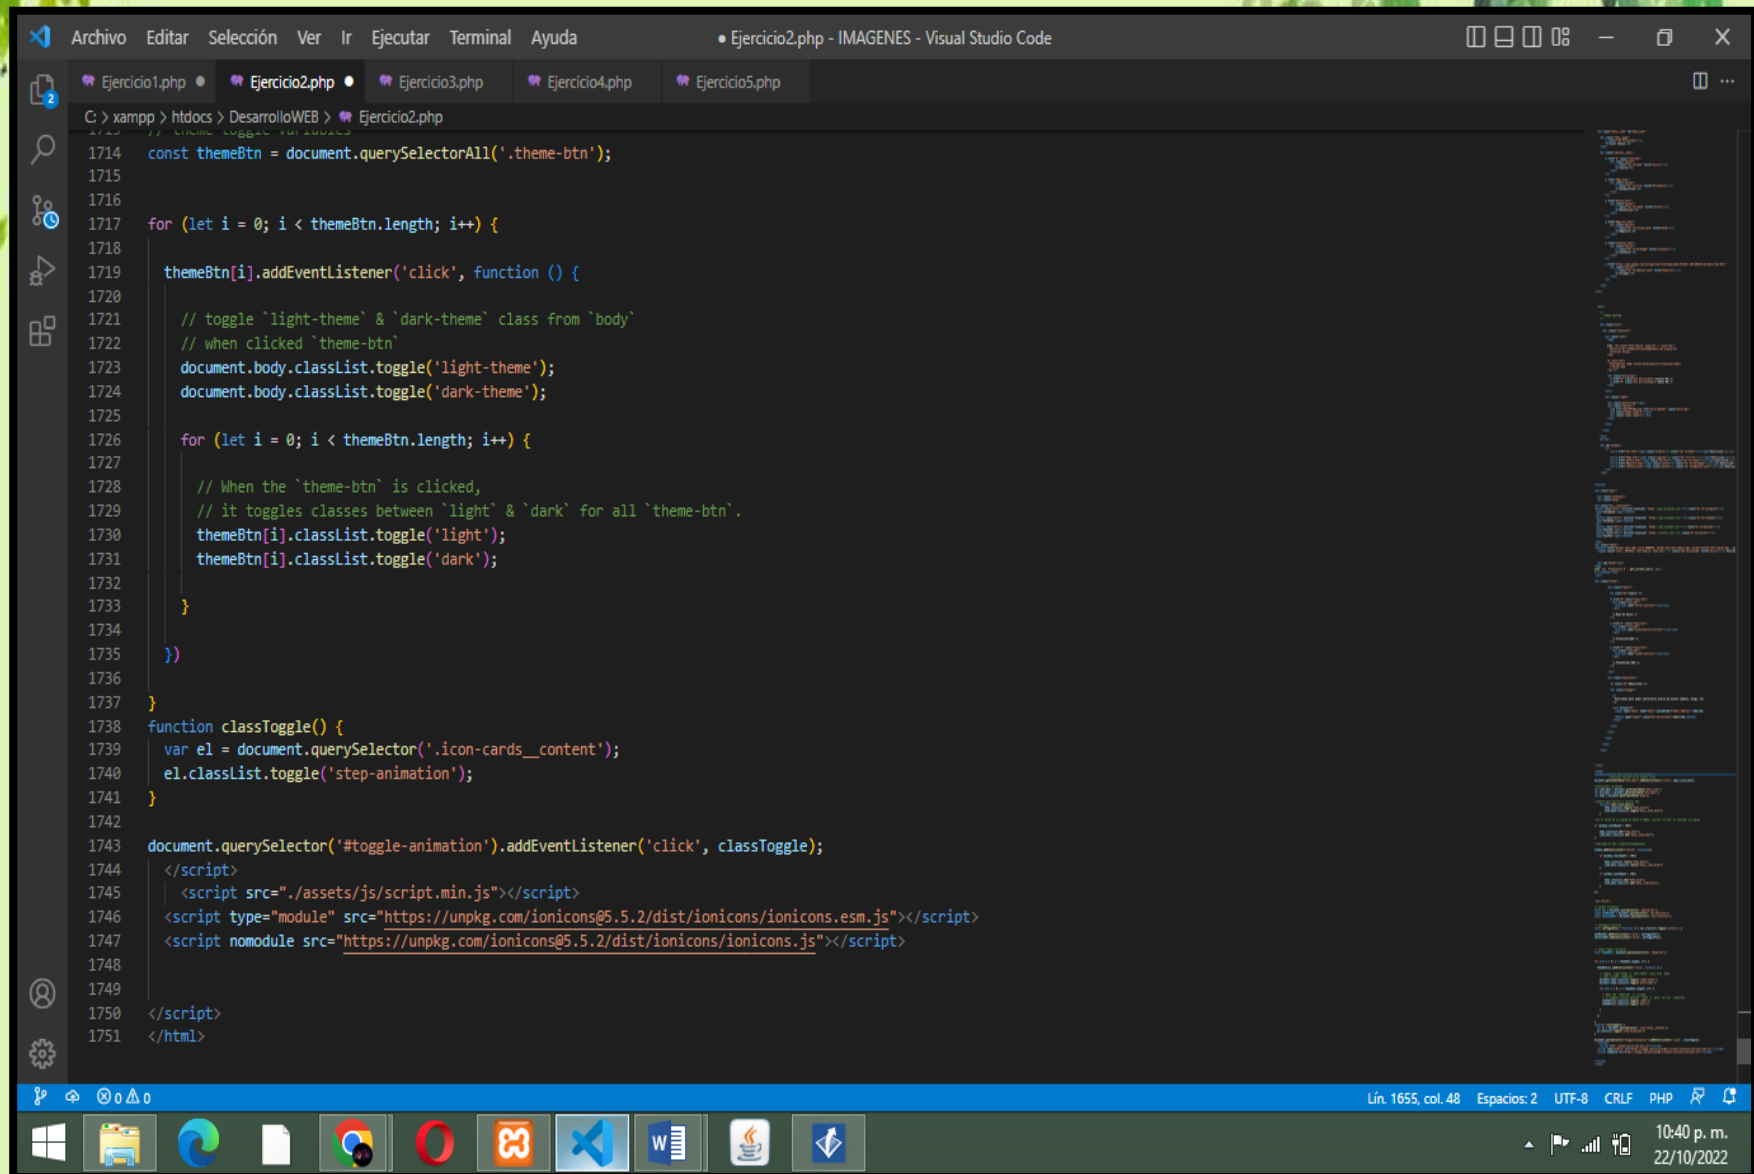 Archivo Editar Selección Ver Ir Ejecutar Terminal Ayuda
● Ejercicio2.php - IMAGENES - Visual Studio Code
Ejercicio1.php ● Ejercicio2.php ● Ejercicio3.php Ejercicio4.php Ejercicio5.php
C: > xampp > htdocs > DesarrolloWEB > Ejercicio2.php
1713 // theme toggle variables
1714 const themeBtn = document.querySelectorAll('.theme-btn');
1715
1716
1717 for (let i = 0; i < themeBtn.length; i++) {
1718
1719 themeBtn[i].addEventListener('click', function () {
1720
1721 // toggle `light-theme` & `dark-theme` class from `body`
1722 // when clicked `theme-btn`
1723 document.body.classList.toggle('light-theme');
1724 document.body.classList.toggle('dark-theme');
1725
1726 for (let i = 0; i < themeBtn.length; i++) {
1727
1728 // When the `theme-btn` is clicked,
1729 // it toggles classes between `light` & `dark` for all `theme-btn`.
1730 themeBtn[i].classList.toggle('light');
1731 themeBtn[i].classList.toggle('dark');
1732
1733 }
1734
1735 })
1736
1737 }
1738 function classToggle() {
1739 var el = document.querySelector('.icon-cards__content');
1740 el.classList.toggle('step-animation');
1741 }
1742
1743 document.querySelector('#toggle-animation').addEventListener('click', classToggle);
1744 </script>
1745 <script src="./assets/js/script.min.js"></script>
1746 <script type="module" src="https://unpkg.com/ionicons@5.5.2/dist/ionicons/ionicons.esm.js"></script>
1747 <script nomodule src="https://unpkg.com/ionicons@5.5.2/dist/ionicons/ionicons.js"></script>
1748
1749
1750 </script>
1751 </html>
2
0 0
Lín. 1655, col. 48 Espacios: 2 UTF-8 CRLF PHP
10:40 p. m.
22/10/2022